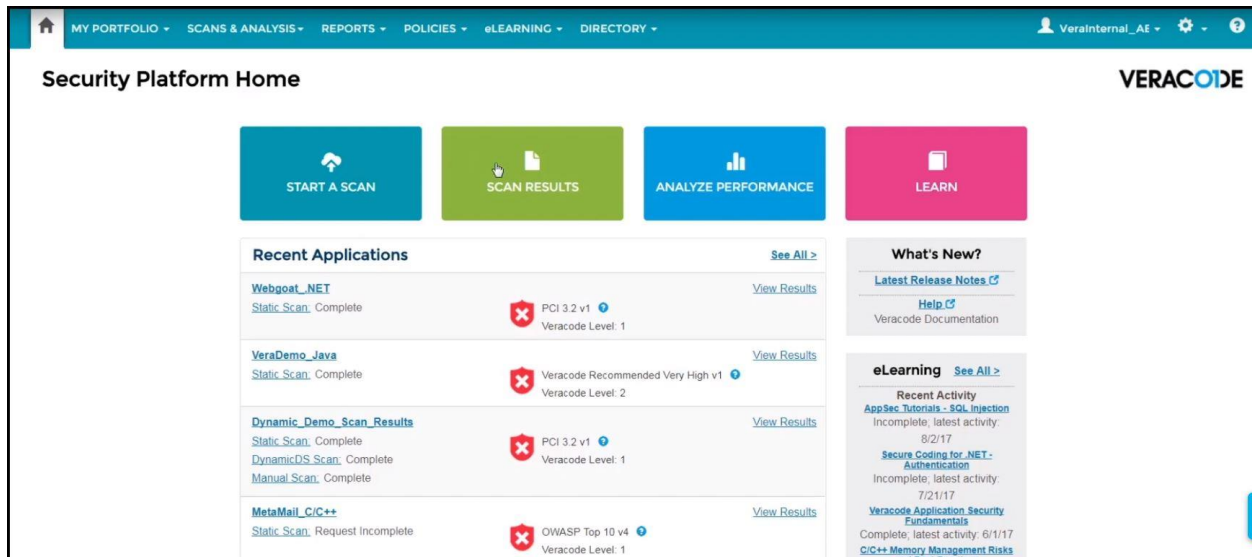 MY PORTFOLIO SCANS & ANALYSIS REPORTS POLICIES eLEARNING DIRECTORY VeraInternal_AE ?
Security Platform Home
VERACODE
START A SCAN
SCAN RESULTS
ANALYZE PERFORMANCE
LEARN
Recent Applications See All >
Webgoat_.NET View Results
Static Scan: Complete PCI 3.2 v1 ?
Veracode Level: 1
VeraDemo_Java View Results
Static Scan: Complete Veracode Recommended Very High v1 ?
Veracode Level: 2
Dynamic_Demo_Scan_Results View Results
Static Scan: Complete PCI 3.2 v1 ?
DynamicDS Scan: Complete Veracode Level: 1
Manual Scan: Complete
MetaMail_C/C++ View Results
Static Scan: Request Incomplete OWASP Top 10 v4 ?
Veracode Level: 1
What's New?
Latest Release Notes
Help
Veracode Documentation
eLearning See All >
Recent Activity
AppSec Tutorials - SQL Injection
Incomplete; latest activity:
8/2/17
Secure Coding for .NET -
Authentication
Incomplete; latest activity:
7/21/17
Veracode Application Security
Fundamentals
Complete; latest activity: 6/1/17
C/C++ Memory Management Risks